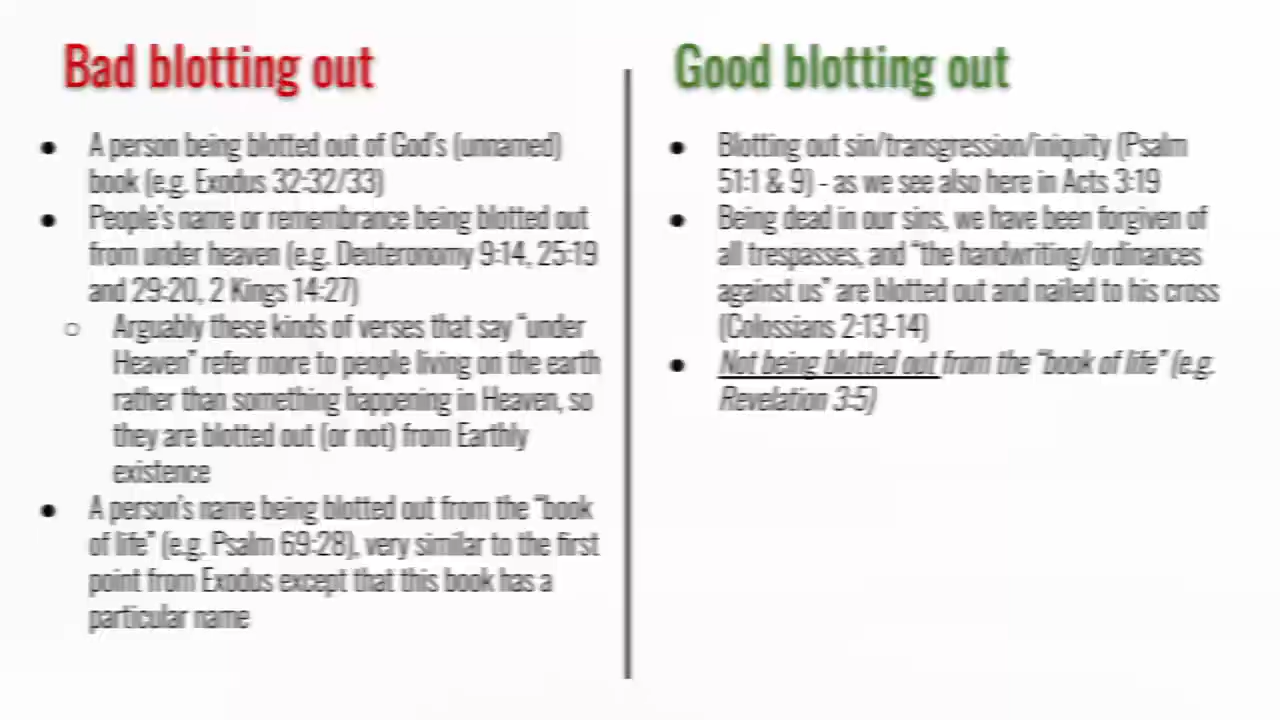 Bad blotting out
● A person being blotted out of God's (unnamed)
book (e.g. Exodus 32:32/33)
● People's name or remembrance being blotted out
from under heaven (e.g. Deuteronomy 9:14, 25:19
and 29:20, 2 Kings 14:27)
○ Arguably these kinds of verses that say "under
Heaven" refer more to people living on the earth
rather than something happening in Heaven, so
they are blotted out (or not) from Earthly
existence
● A person's name being blotted out from the "book
of life" (e.g. Psalm 69:28), very similar to the first
point from Exodus except that this book has a
particular name
Good blotting out
● Blotting out sin/transgression/iniquity (Psalm
51:1 & 9) - as we see also here in Acts 3:19
● Being dead in our sins, we have been forgiven of
all trespasses, and "the handwriting/ordinances
against us" are blotted out and nailed to his cross
(Colossians 2:13-14)
● Not being blotted out from the "book of life" (e.g.
Revelation 3:5)